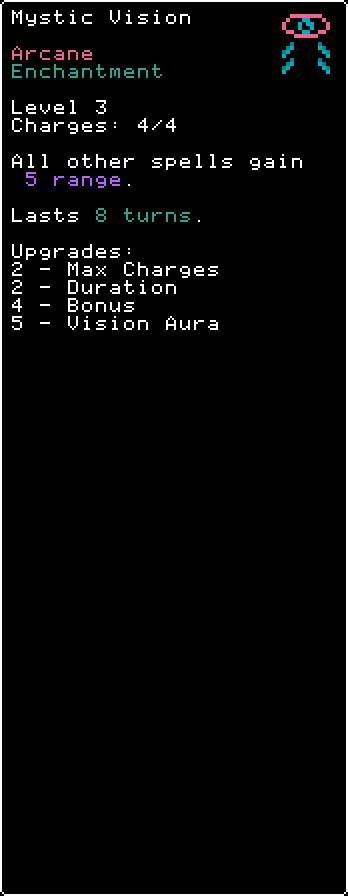 Mystic Vision
Arcane
Enchantment
Level 3
Charges: 4/4
All other spells gain
5 range.
Lasts 8 turns.
Upgrades:
2 - Max Charges
2 - Duration
4 - Bonus
5 - Vision Aura